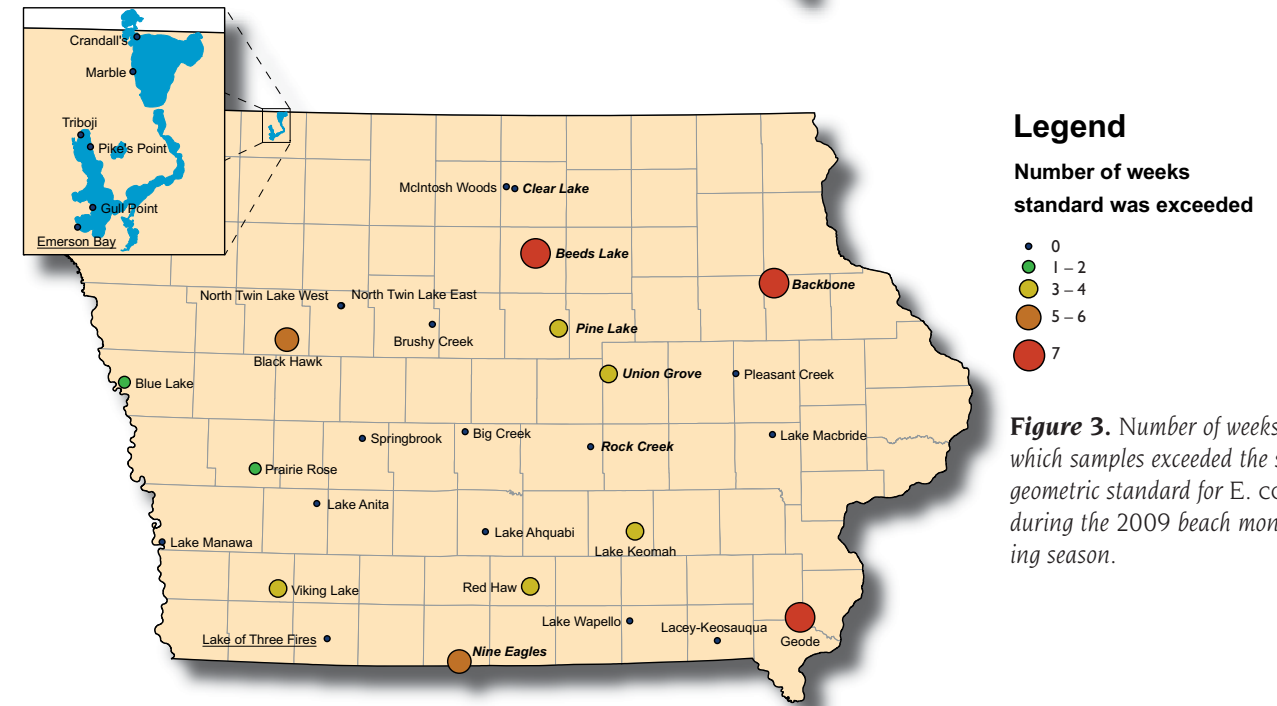 Crandall's
Marble
Triboji
Pike's Point
Gull Point
Emerson Bay
McIntosh Woods
Clear Lake
Beeds Lake
Backbone
North Twin Lake West
North Twin Lake East
Pine Lake
Brushy Creek
Black Hawk
Union Grove
Pleasant Creek
Blue Lake
Springbrook
Big Creek
Rock Creek
Lake Macbride
Prairie Rose
Lake Anita
Lake Ahquabi
Lake Manawa
Lake Keomah
Viking Lake
Red Haw
Lake Wapello
Lacey-Keosauqua
Lake of Three Fires
Geode
Nine Eagles
Legend
Number of weeks
standard was exceeded
0
1 – 2
3 – 4
5 – 6
7
Figure 3. Number of weeks
which samples exceeded the
geometric standard for E.
during the 2009 beach
ing season.